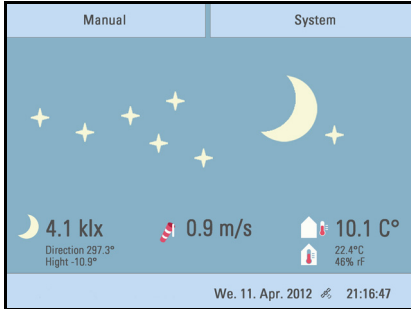 Manual System
4.1 klx 0.9 m/s 10.1 C°
Direction 297.3° 22.4°C
Hight -10.9° 46% rF
We. 11. Apr. 2012 21:16:47